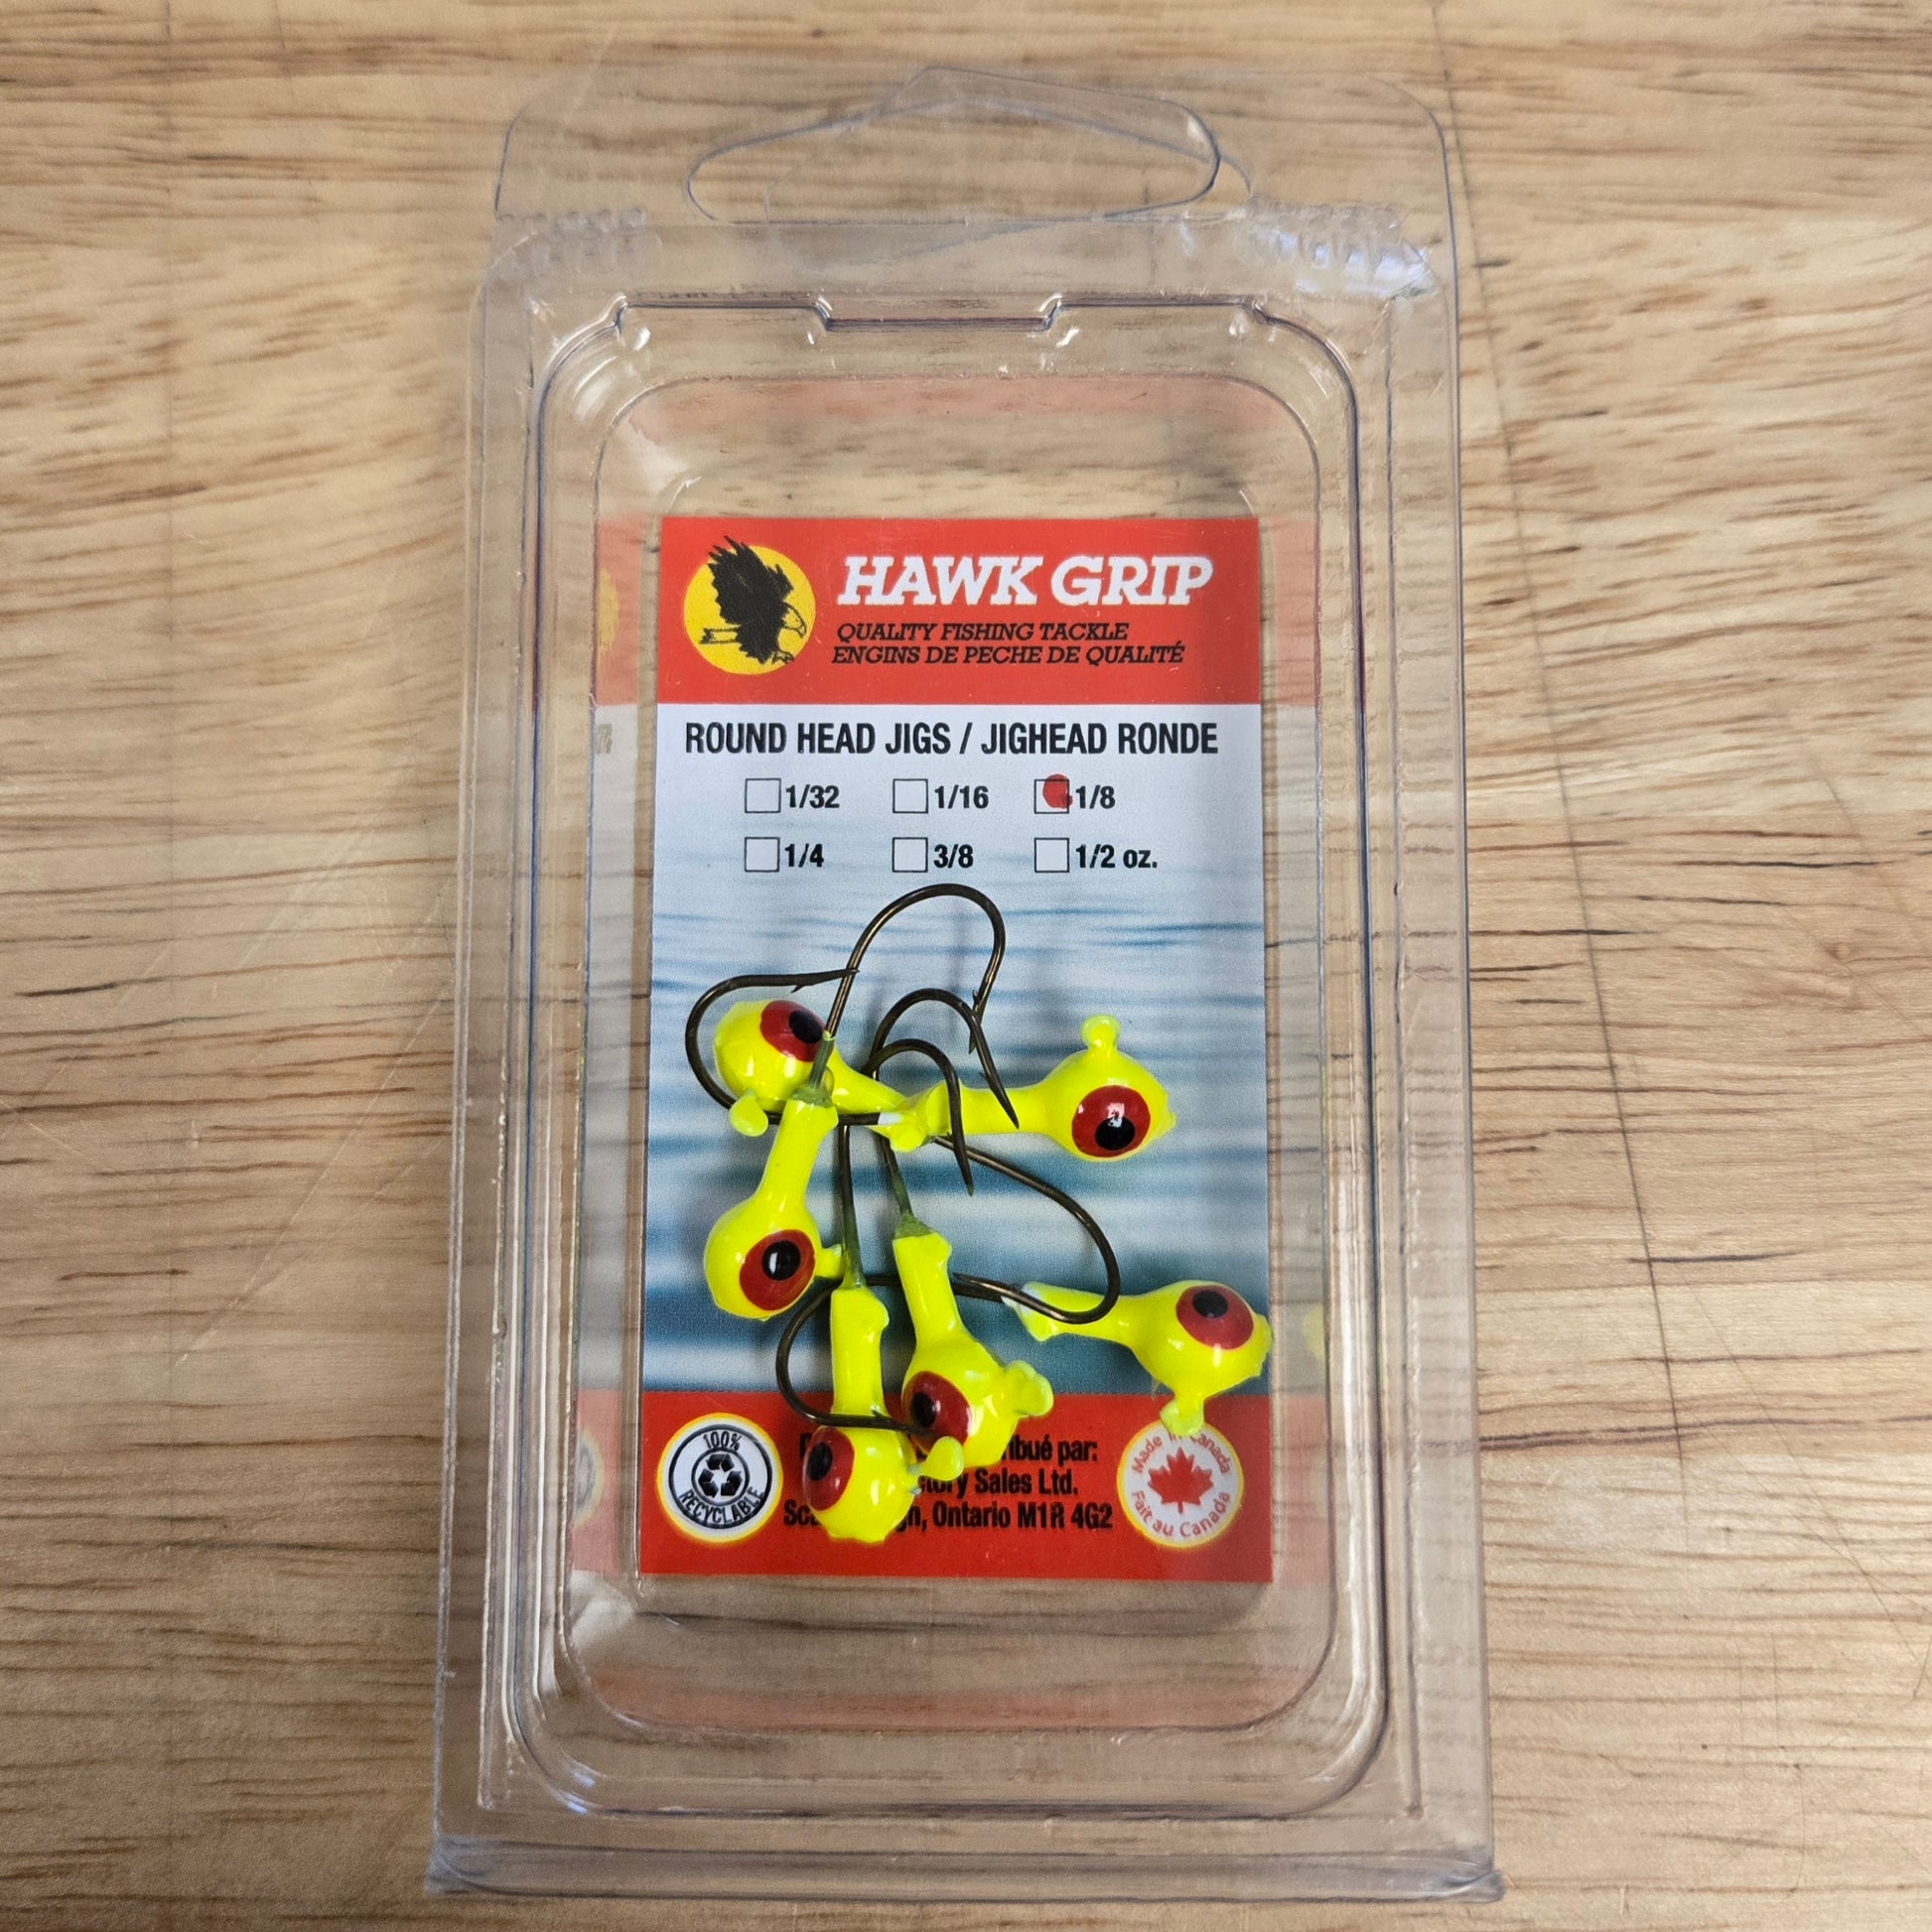 HAWK GRIP
QUALITY FISHING TACKLE
ENGINS DE PECHE DE QUALITÉ
ROUND HEAD JIGS / JIGHEAD RONDE
1/32 1/16 1/8
1/4 3/8 1/2 oz.
100%
RECYCLABLE
par:
Sales Ltd.
Ontario M1R 4G2
Made in Canada
Fait au Canada